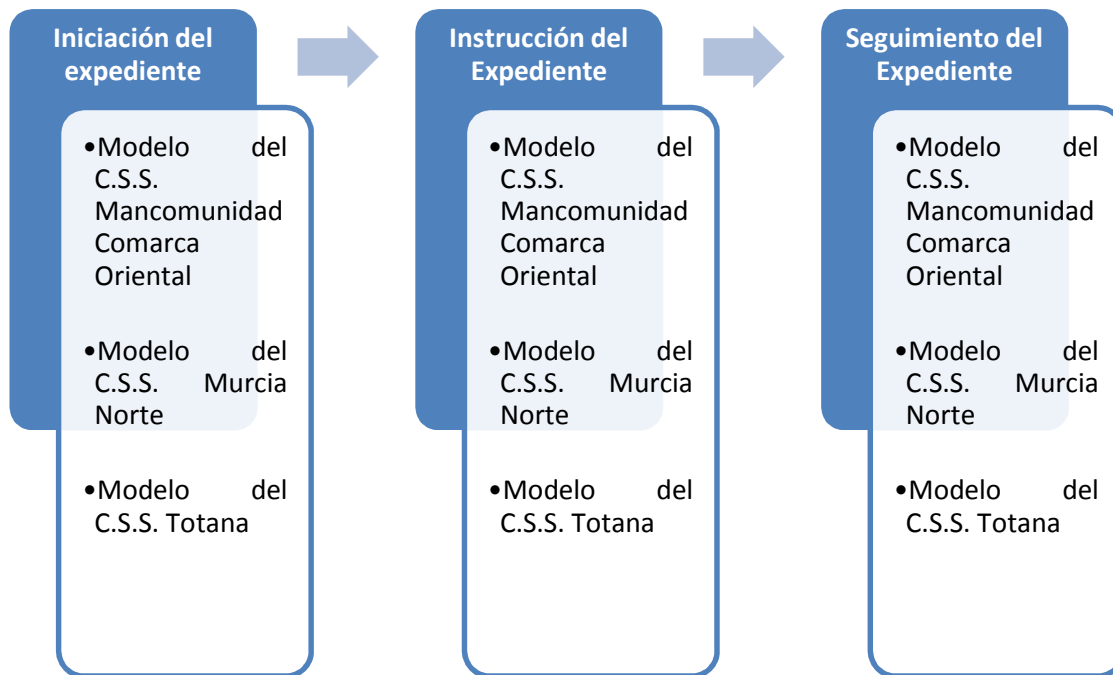 Iniciación del
expediente
•Modelo del
C.S.S.
Mancomunidad
Comarca
Oriental
•Modelo del
C.S.S. Murcia
Norte
•Modelo del
C.S.S. Totana
Instrucción del
Expediente
•Modelo del
C.S.S.
Mancomunidad
Comarca
Oriental
•Modelo del
C.S.S. Murcia
Norte
•Modelo del
C.S.S. Totana
Seguimiento del
Expediente
•Modelo del
C.S.S.
Mancomunidad
Comarca
Oriental
•Modelo del
C.S.S. Murcia
Norte
•Modelo del
C.S.S. Totana